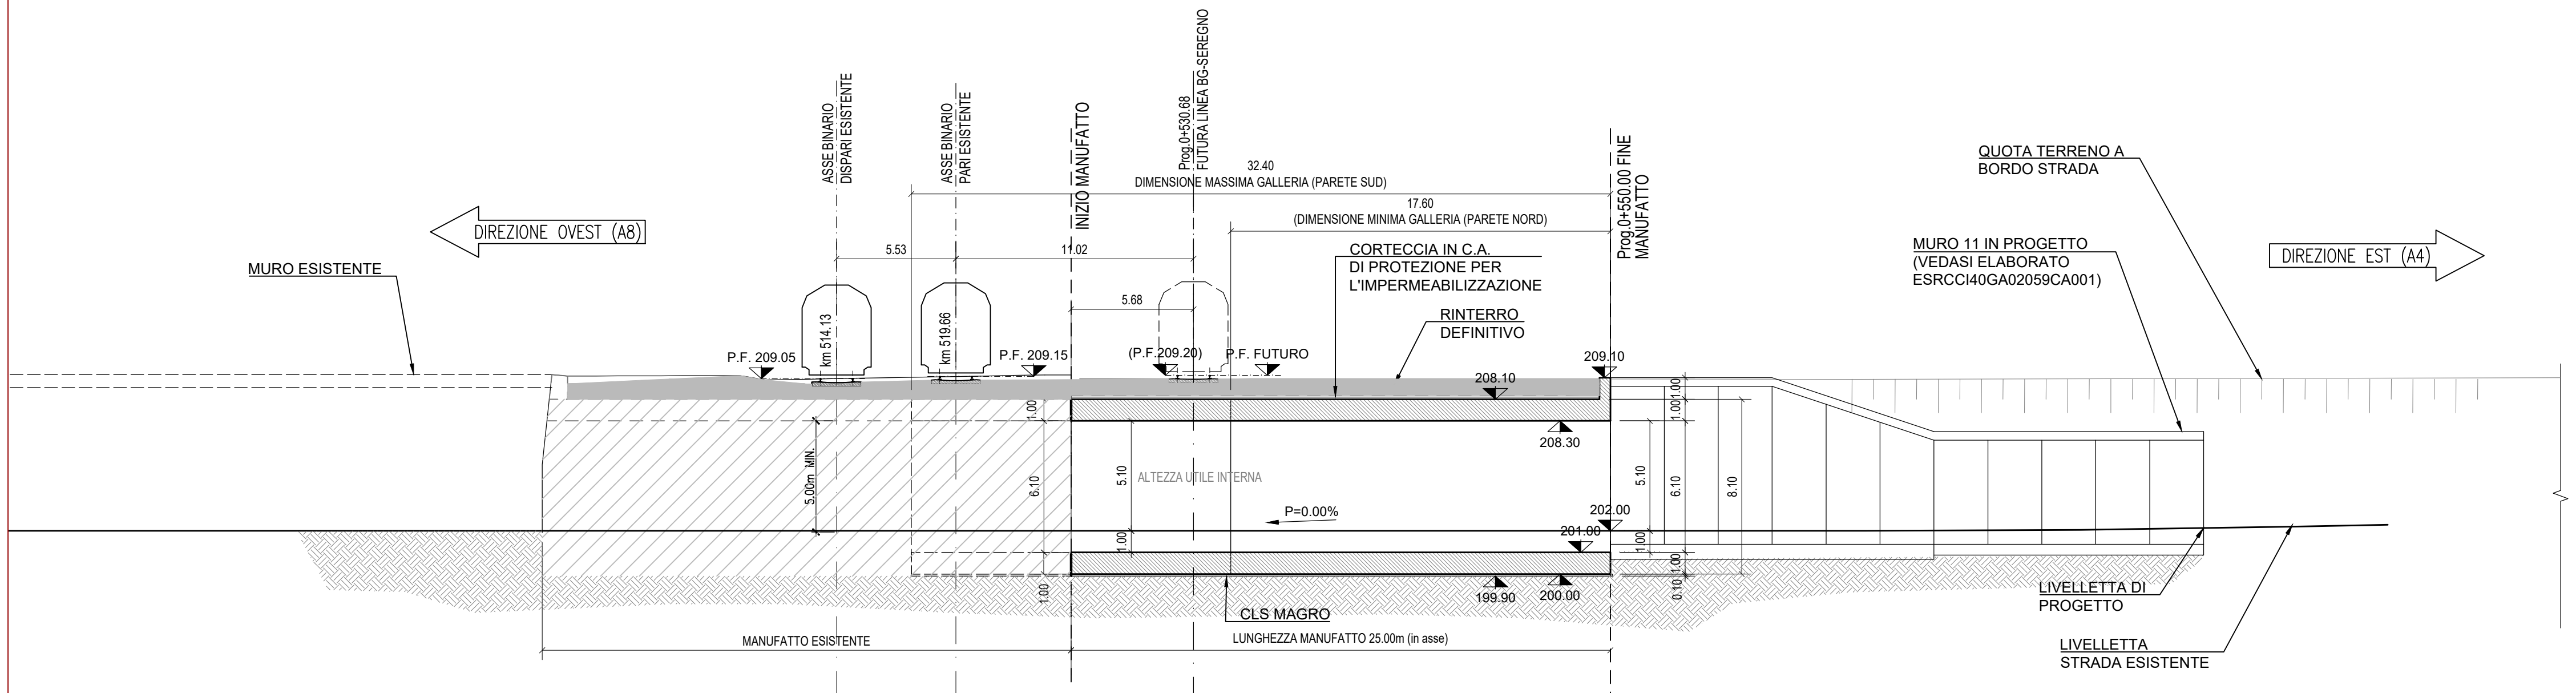 ASSE BINARIO
DISPARI ESISTENTE
ASSE BINARIO
PARI ESISTENTE
INIZIO MANUFATTO
Prog.0+530.68
FUTURA LINEA BG-SEREGNO
Prog.0+550.00 FINE
MANUFATTO
32.40
DIMENSIONE MASSIMA GALLERIA (PARETE SUD)
17.60
(DIMENSIONE MINIMA GALLERIA (PARETE NORD)
QUOTA TERRENO A
BORDO STRADA
DIREZIONE OVEST (A8)
5.53
11.02
CORTECCIA IN C.A.
DI PROTEZIONE PER
L'IMPERMEABILIZZAZIONE
MURO 11 IN PROGETTO
(VEDASI ELABORATO
ESRCCI40GA02059CA001)
DIREZIONE EST (A4)
MURO ESISTENTE
5.68
RINTERRO
DEFINITIVO
km 514.13
km 519.66
P.F. 209.05
P.F. 209.15
(P.F.209.20)
P.F. FUTURO
209.10
208.10
1.00
1.00
1.00
208.30
5.00m MIN.
6.10
5.10
ALTEZZA UTILE INTERNA
5.10
6.10
8.10
P=0.00%
202.00
201.00
1.00
1.00
1.00
1.00
0.10
199.90
200.00
CLS MAGRO
LIVELLETTA DI
PROGETTO
MANUFATTO ESISTENTE
LUNGHEZZA MANUFATTO 25.00m (in asse)
LIVELLETTA
STRADA ESISTENTE